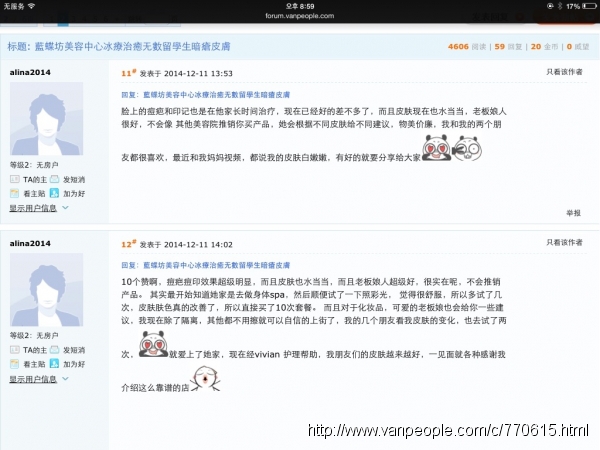 无服务 오후 8:59 17%
forum.vanpeople.com
标题: 藍蝶坊美容中心冰療治癒无數留學生暗瘡皮膚 4606 阅读 | 59 回复 | 20 金币 | 0 威望
alina2014
11# 发表于 2014-12-11 13:53 只看该作者
回复：藍蝶坊美容中心冰療治癒无數留學生暗瘡皮膚
脸上的痘疤和印记也是在他家长时间治疗，现在已经好的差不多了，而且皮肤现在也水当当，老板娘人
很好，不会像 其他美容院推销你买产品，她会根据不同皮肤给不同建议，物美价廉，我和我的两个朋
友都很喜欢，最近和我妈妈视频，都说我的皮肤白嫩嫩，有好的就要分享给大家
等级2：无房户
TA的主 发短消
看主贴 加为好
显示用户信息
举报
alina2014
12# 发表于 2014-12-11 14:02 只看该作者
回复：藍蝶坊美容中心冰療治癒无數留學生暗瘡皮膚
10个赞啊，痘疤痘印效果超级明显，而且皮肤也水当当，而且老板娘人超级好，很实在呢，不会推销
产品。 其实最开始知道她家是去做身体spa，然后顺便试了一下照彩光， 觉得很舒服，所以多试了几
次，皮肤肤色真的改善了，所以直接买了10次套餐。 而且对于化妆品，可爱的老板娘也会给你一些建
议，我现在除了隔离，其他都不用擦就可以自信的上街了，我的几个朋友看我皮肤的变化，也去试了两
次，就爱上了她家，现在经vivian 护理帮助，我朋友们的皮肤越来越好，一见面就各种感谢我
介绍这么靠谱的店
等级2：无房户
TA的主 发短消
看主贴 加为好
显示用户信息
http://www.vanpeople.com/c/770615.html